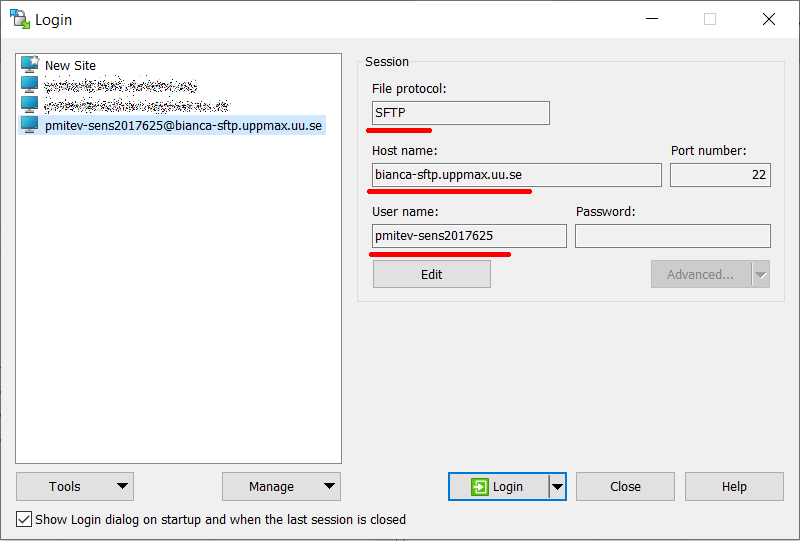 Login
New Site
pmitev-sens2017625@bianca-sftp.uppmax.uu.se
Session
File protocol:
SFTP
Host name:
Port number:
bianca-sftp.uppmax.uu.se
22
User name:
Password:
pmitev-sens2017625
Edit
Advanced...
Tools
Manage
Login
Close
Help
Show Login dialog on startup and when the last session is closed